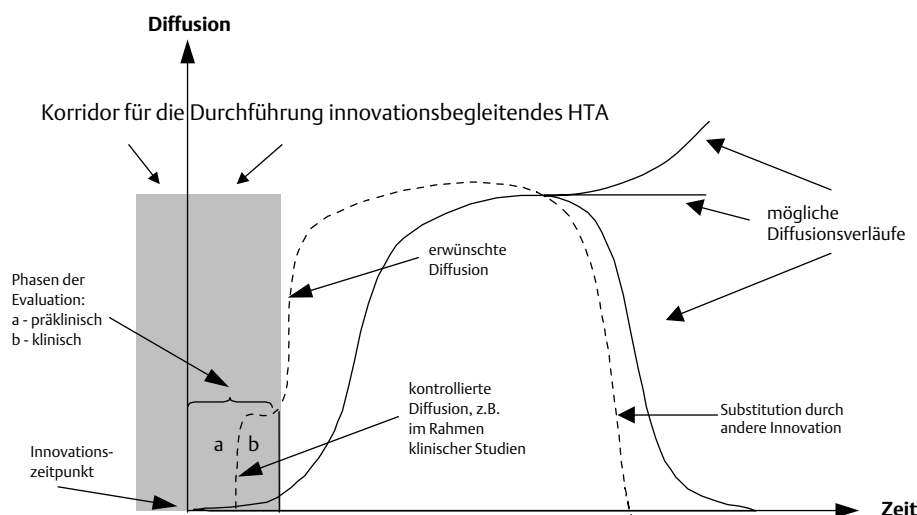 Diffusion
Korridor für die Durchführung innovationsbegleitendes HTA
mögliche
Diffusionsverläufe
erwünschte
Diffusion
Phasen der
Evaluation:
a - präklinisch
b - klinisch
kontrollierte
Diffusion, z.B.
im Rahmen
klinischer Studien
Substitution durch
andere Innovation
a b
Innovations-
zeitpunkt
Zeit